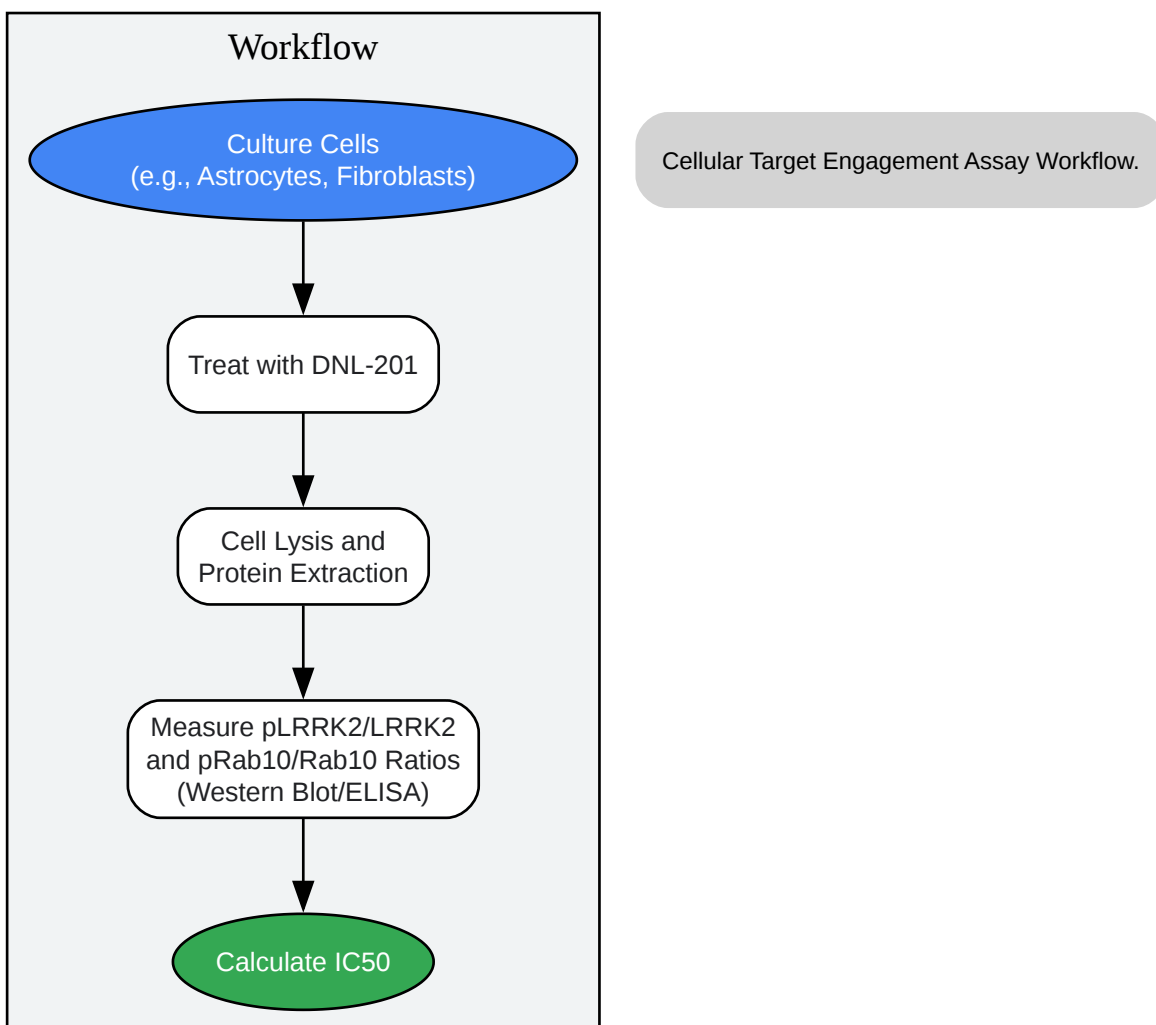 Workflow
Culture Cells
(e.g., Astrocytes, Fibroblasts)
Cellular Target Engagement Assay Workflow.
Treat with DNL-201
Cell Lysis and
Protein Extraction
Measure pLRRK2/LRRK2
and pRab10/Rab10 Ratios
(Western Blot/ELISA)
Calculate IC50